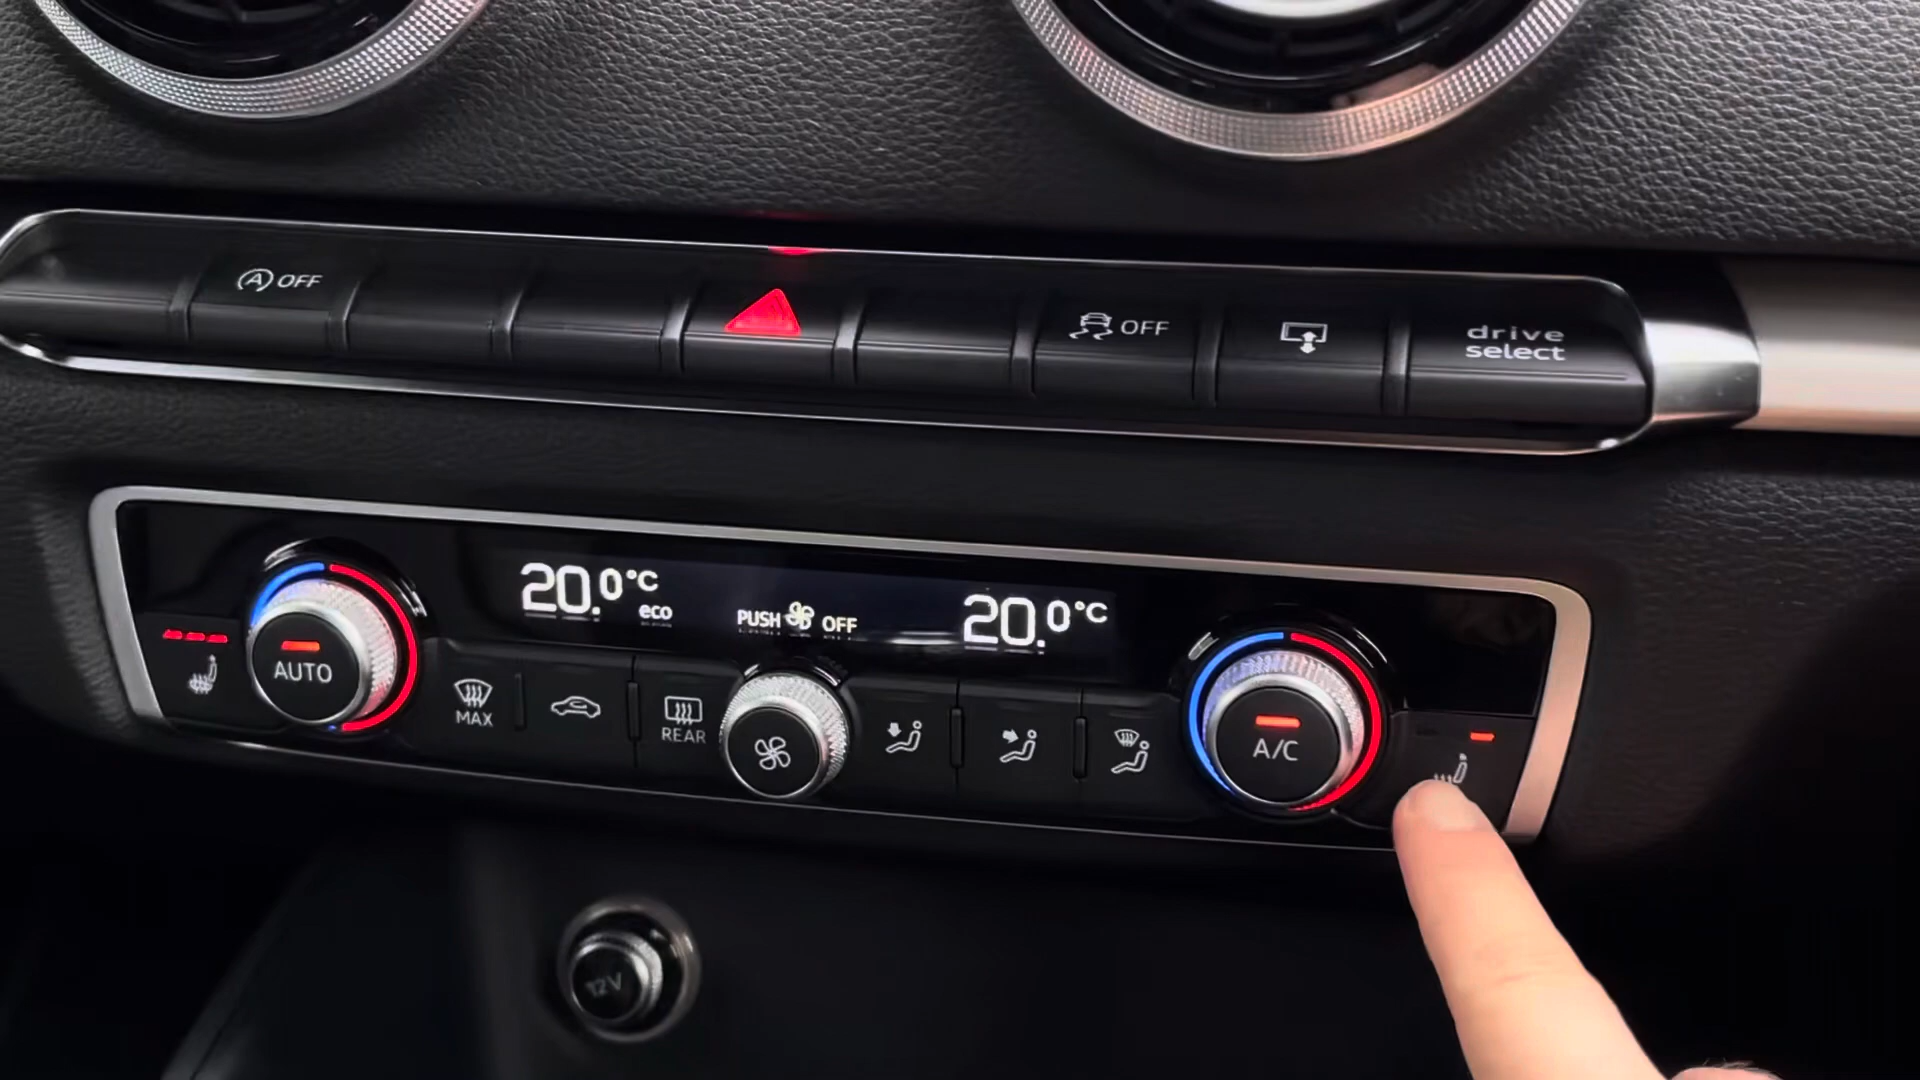 A OFF
OFF
drive
select
20.0°C
eco
PUSH OFF
20.0°C
AUTO
MAX
REAR
A/C
12V